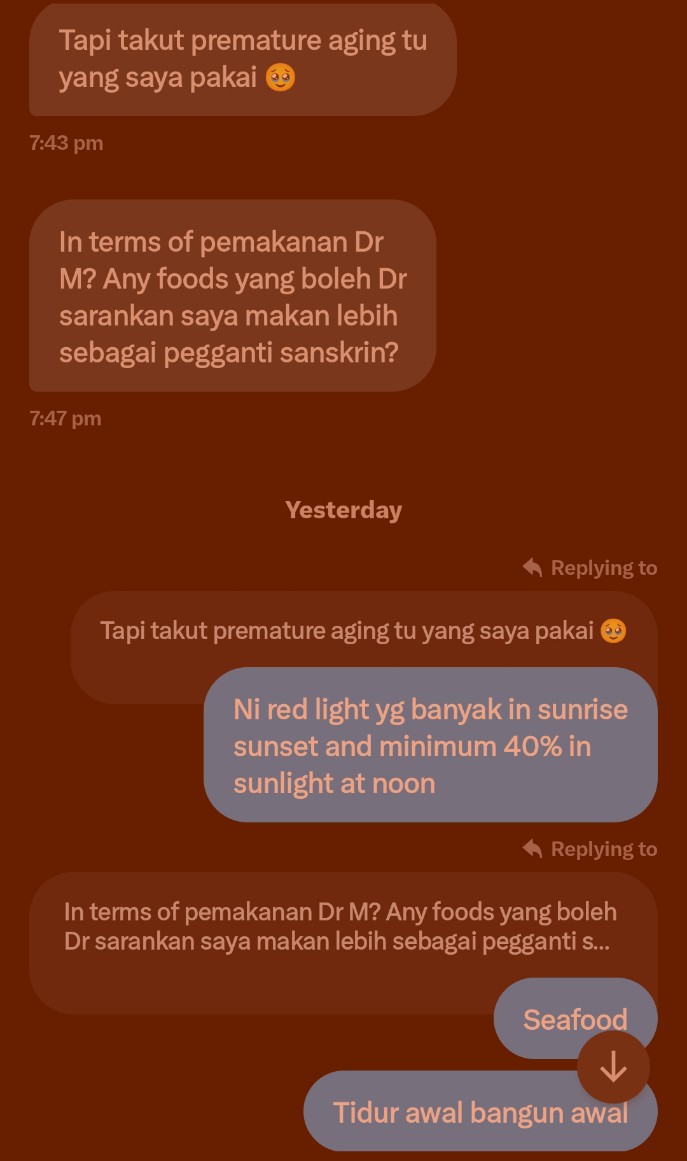 Tapi takut premature aging tu
yang saya pakai 🥹
7:43 pm
In terms of pemakanan Dr
M? Any foods yang boleh Dr
sarankan saya makan lebih
sebagai pegganti sanskrin?
7:47 pm
Yesterday
Replying to
Tapi takut premature aging tu yang saya pakai 🥹
Ni red light yg banyak in sunrise
sunset and minimum 40% in
sunlight at noon
Replying to
In terms of pemakanan Dr M? Any foods yang boleh
Dr sarankan saya makan lebih sebagai pegganti s...
Seafood
Tidur awal bangun awal